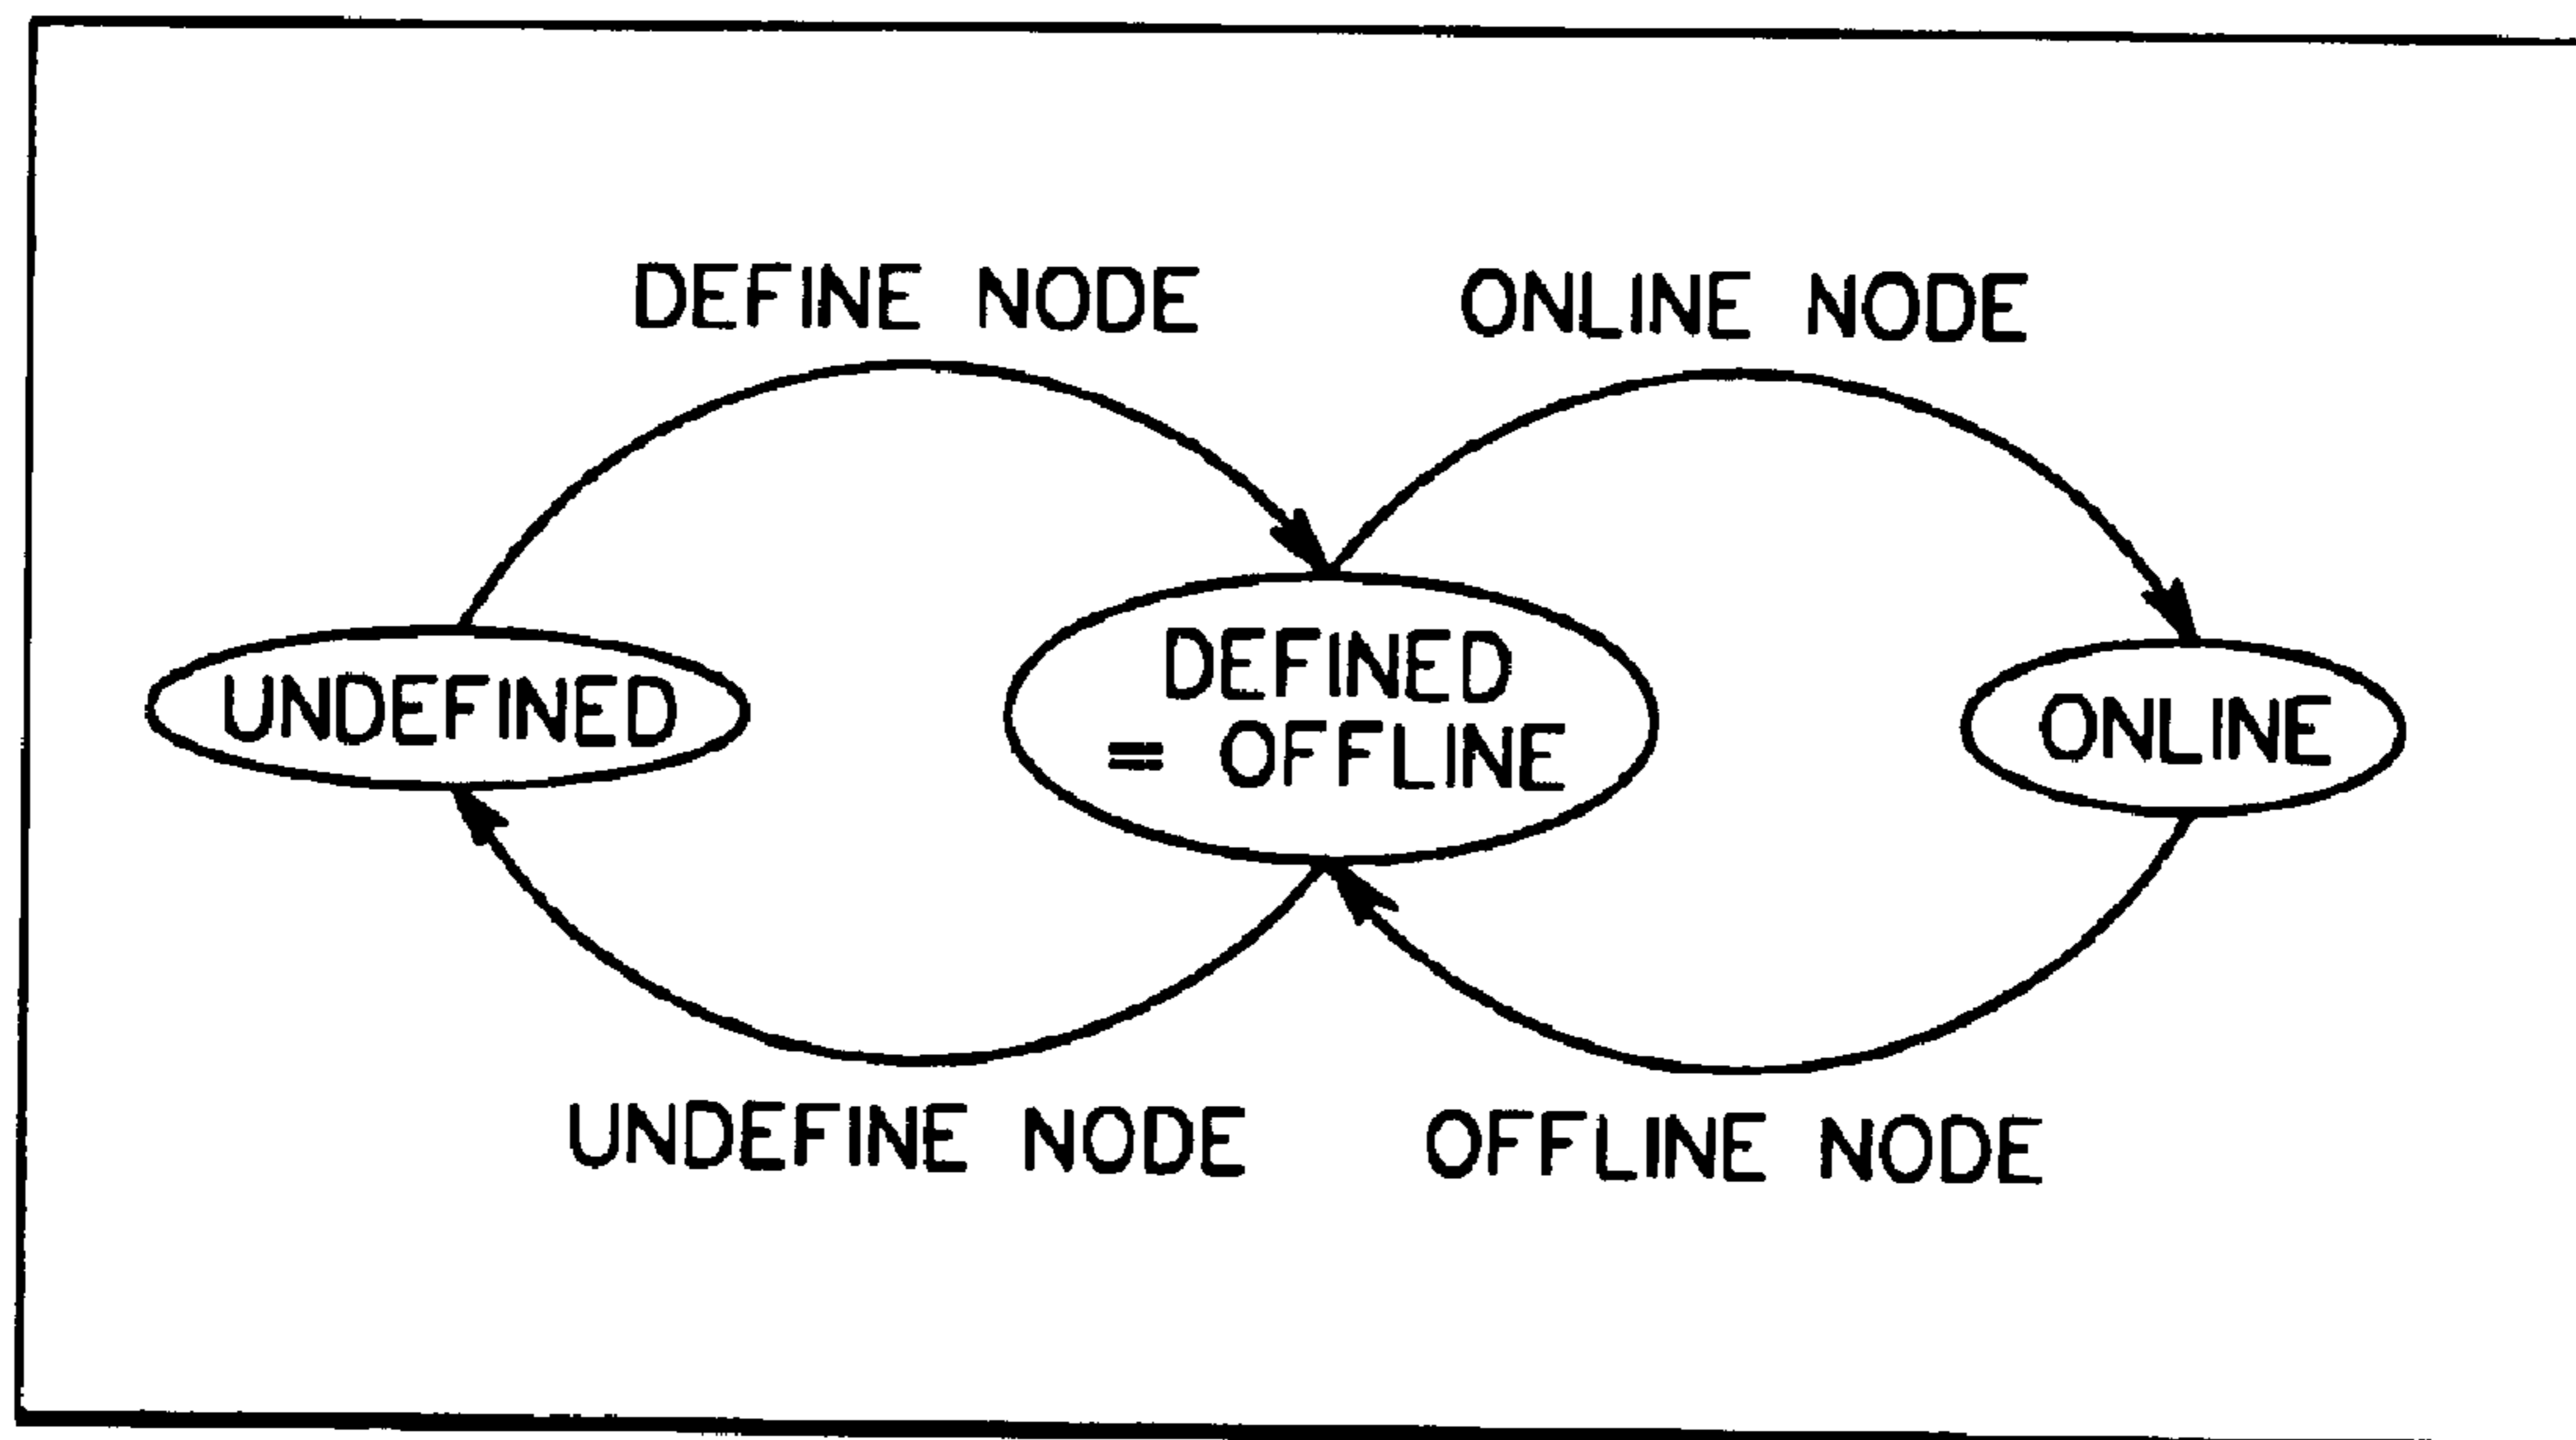 DEFINE NODE
ONLINE NODE
UNDEFINED
DEFINED
= OFFLINE
ONLINE
UNDEFINE NODE
OFFLINE NODE